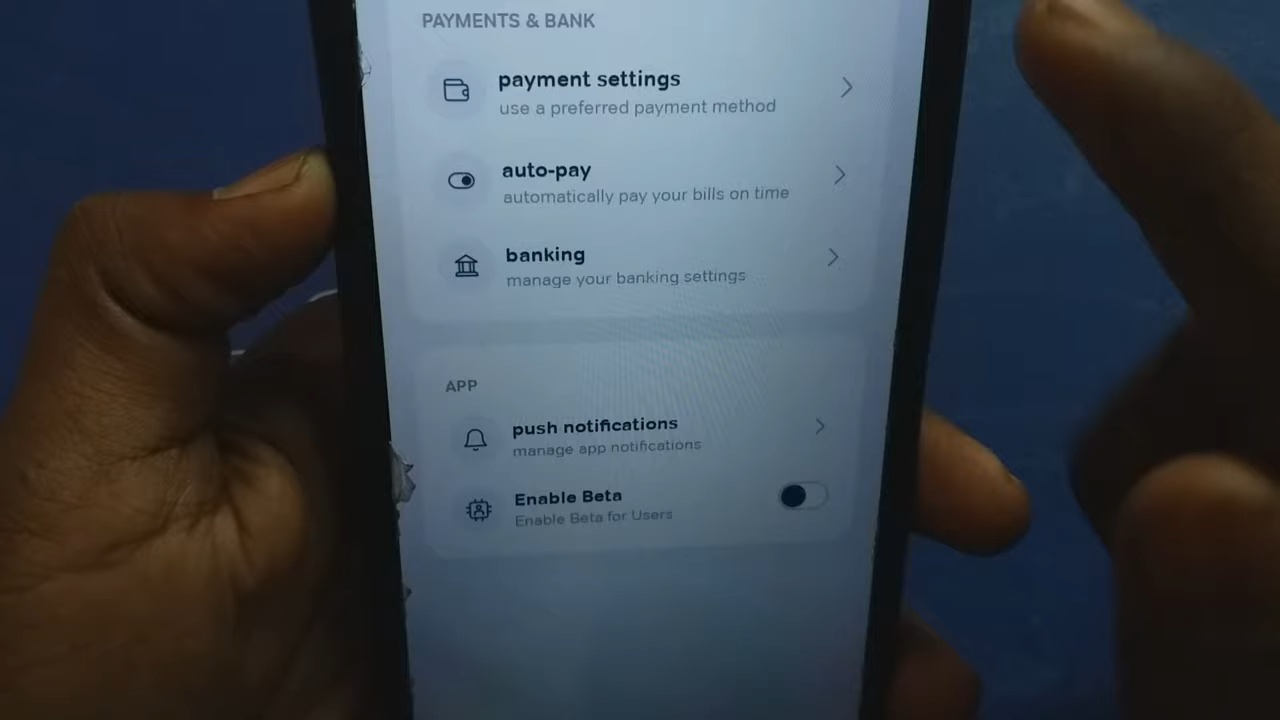 PAYMENTS & BANK
payment settings
use a preferred payment method
auto-pay
automatically pay your bills on time
banking
manage your banking settings
APP
push notifications
manage app notifications
Enable Beta
Enable Beta for Users